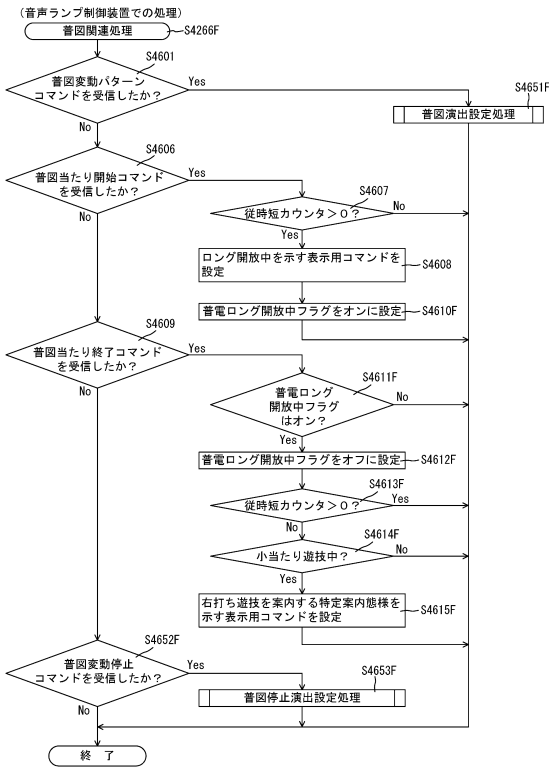 （音声ランプ制御装置での処理）
普図関連処理
S4266F
S4601
普図変動パターン
コマンドを受信したか？
Yes
No
S4651F
普図演出設定処理
S4606
普図当たり開始コマンド
を受信したか？
Yes
No
S4607
従時短カウンタ＞０？
No
Yes
ロング開放中を示す表示用コマンドを
設定
S4608
普電ロング開放中フラグをオンに設定
S4610F
S4609
普図当たり終了コマンド
を受信したか？
Yes
No
S4611F
普電ロング
開放中フラグ
はオン？
No
Yes
普電ロング開放中フラグをオフに設定
S4612F
S4613F
従時短カウンタ＞０？
Yes
No
S4614F
小当たり遊技中？
No
Yes
右打ち遊技を案内する特定案内態様を
示す表示用コマンドを設定
S4615F
S4652F
普図変動停止
コマンドを受信したか？
Yes
No
S4653F
普図停止演出設定処理
終　了